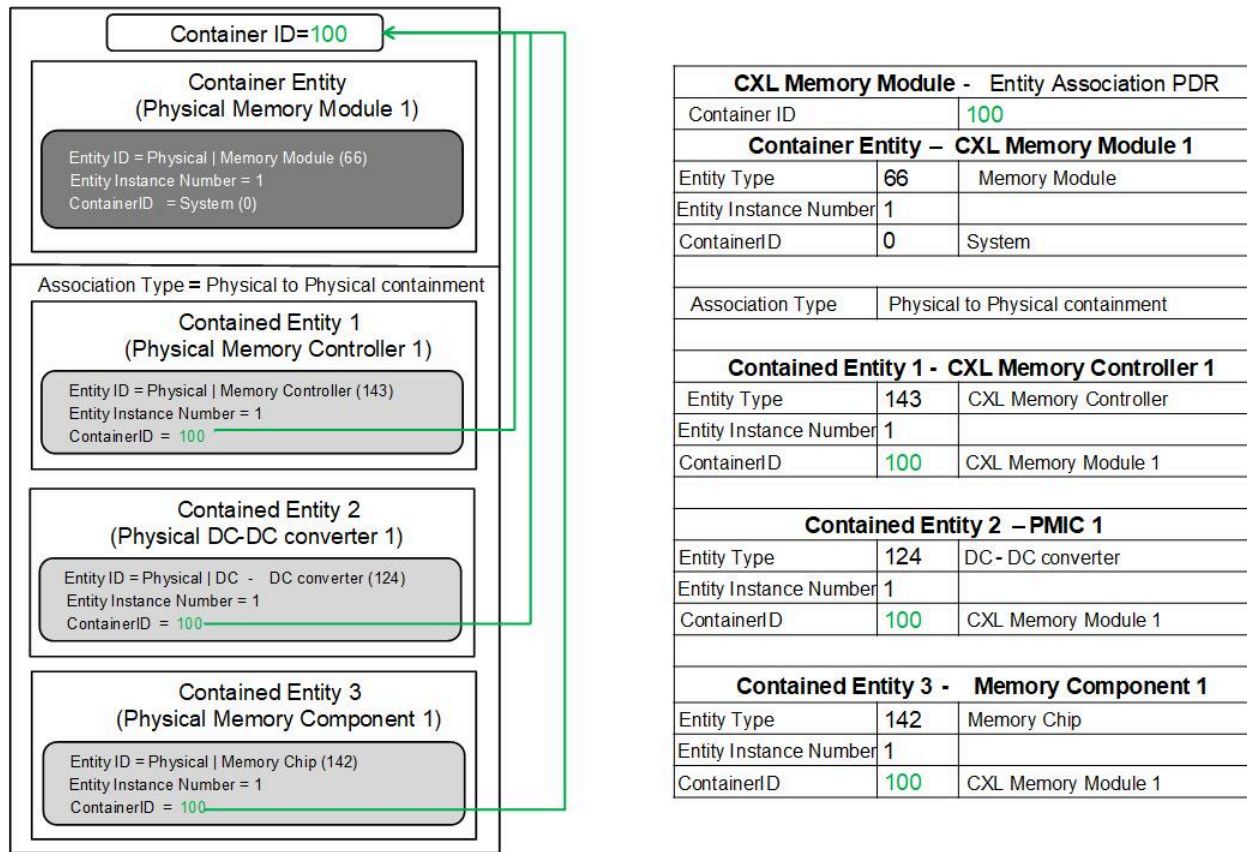 Container ID=100
Container Entity
(Physical Memory Module 1)
Entity ID = Physical | Memory Module (66)
Entity Instance Number = 1
ContainerID = System (0)
Association Type = Physical to Physical containment
Contained Entity 1
(Physical Memory Controller 1)
Entity ID = Physical | Memory Controller (143)
Entity Instance Number = 1
ContainerID = 100
Contained Entity 2
(Physical DC-DC converter 1)
Entity ID = Physical | DC - DC converter (124)
Entity Instance Number = 1
ContainerID = 100
Contained Entity 3
(Physical Memory Component 1)
Entity ID = Physical | Memory Chip (142)
Entity Instance Number = 1
ContainerID = 100
CXL Memory Module - Entity Association PDR
Container ID 100
Container Entity – CXL Memory Module 1
Entity Type 66 Memory Module
Entity Instance Number 1
ContainerID 0 System
Association Type Physical to Physical containment
Contained Entity 1 - CXL Memory Controller 1
Entity Type 143 CXL Memory Controller
Entity Instance Number 1
ContainerID 100 CXL Memory Module 1
Contained Entity 2 – PMIC 1
Entity Type 124 DC - DC converter
Entity Instance Number 1
ContainerID 100 CXL Memory Module 1
Contained Entity 3 - Memory Component 1
Entity Type 142 Memory Chip
Entity Instance Number 1
ContainerID 100 CXL Memory Module 1